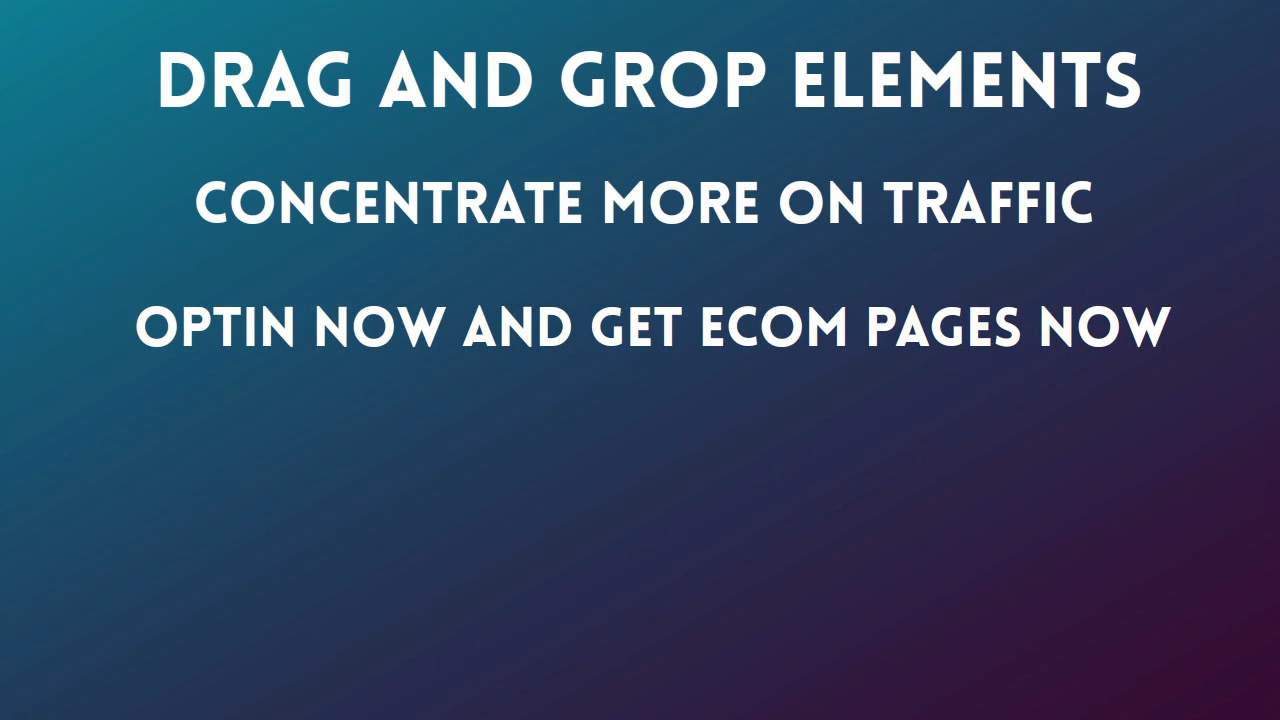 DRAG AND GROP ELEMENTS
CONCENTRATE MORE ON TRAFFIC
OPTIN NOW AND GET ECOM PAGES NOW